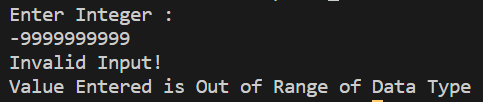 Enter Integer :
-9999999999
Invalid Input!
Value Entered is Out of Range of Data Type